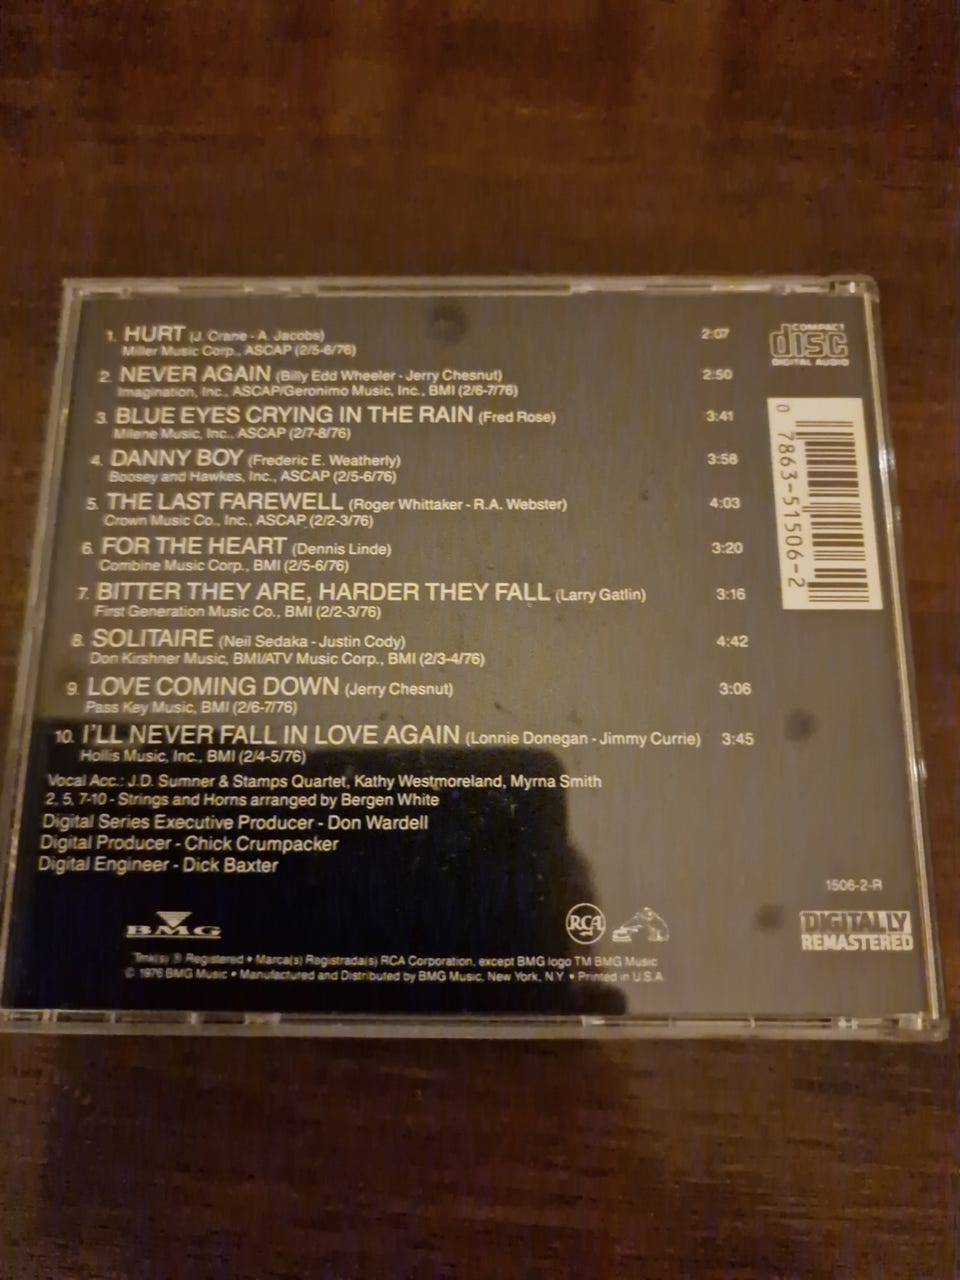 1. HURT (J. Crane - A. Jacobs) 2:07
Miller Music Corp., ASCAP (2/5-6/76)
2. NEVER AGAIN (Billy Edd Wheeler - Jerry Chesnut) 2:50
Imagination, Inc., ASCAP/Geronimo Music, Inc., BMI (2/6-7/76)
3. BLUE EYES CRYING IN THE RAIN (Fred Rose) 3:41
Milene Music, Inc., ASCAP (2/7-8/76)
4. DANNY BOY (Frederic E. Weatherly) 3:58
Boosey and Hawkes, Inc., ASCAP (2/5-6/76)
5. THE LAST FAREWELL (Roger Whittaker - R.A. Webster) 4:03
Crown Music Co., Inc., ASCAP (2/2-3/76)
6. FOR THE HEART (Dennis Linde) 3:20
Combine Music Corp., BMI (2/5-6/76)
7. BITTER THEY ARE, HARDER THEY FALL (Larry Gatlin) 3:16
First Generation Music Co., BMI (2/2-3/76)
8. SOLITAIRE (Neil Sedaka - Justin Cody) 4:42
Don Kirshner Music, BMI/ATV Music Corp., BMI (2/3-4/76)
9. LOVE COMING DOWN (Jerry Chesnut) 3:06
Pass Key Music, BMI (2/6-7/76)
10. I'LL NEVER FALL IN LOVE AGAIN (Lonnie Donegan - Jimmy Currie) 3:45
Hollis Music, Inc., BMI (2/4-5/76)
Vocal Acc.: J.D. Sumner & Stamps Quartet, Kathy Westmoreland, Myrna Smith
2, 5, 7-10 - Strings and Horns arranged by Bergen White
Digital Series Executive Producer - Don Wardell
Digital Producer - Chick Crumpacker
Digital Engineer - Dick Baxter
COMPACT
disc
DIGITAL AUDIO
0 7863-51506-2
1506-2-R
DIGITALLY
REMASTERED
BMG
RCA
Tmk(s) ® Registered • Marca(s) Registrada(s) RCA Corporation, except BMG logo TM BMG Music
© 1976 BMG Music • Manufactured and Distributed by BMG Music, New York, N.Y. • Printed in U.S.A